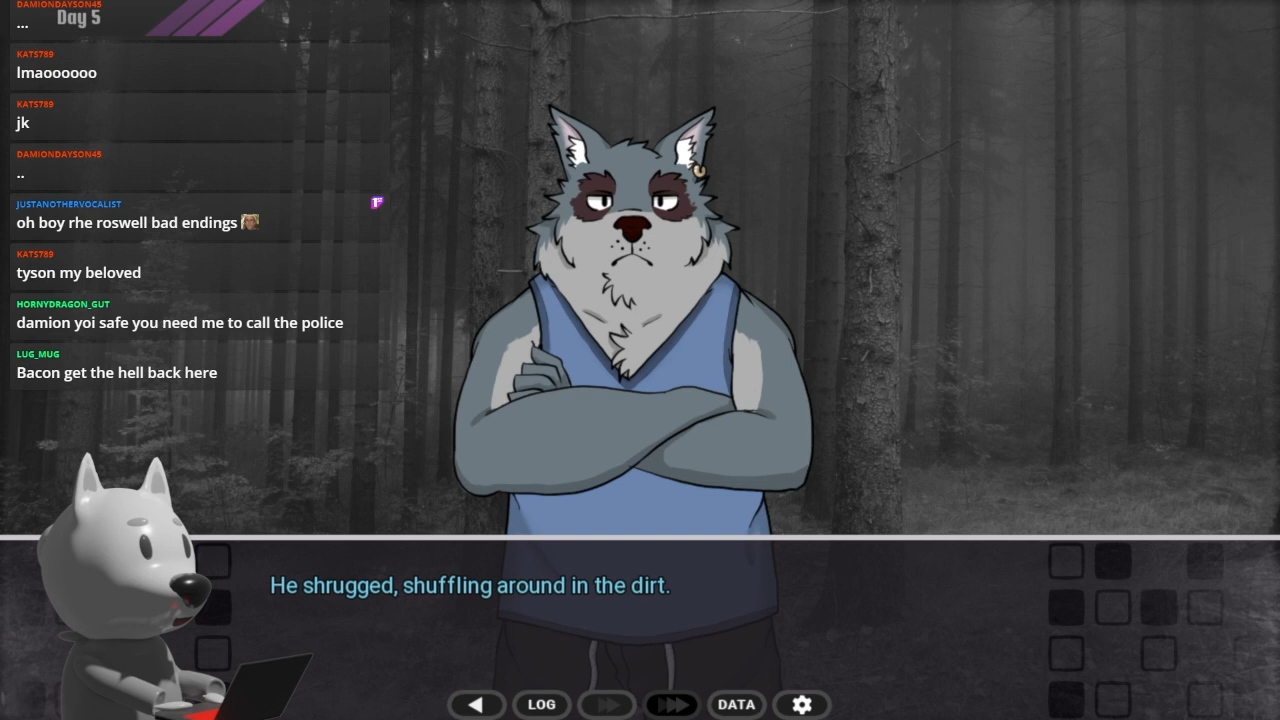 DAMIONDAYSON45
...
Day 5
KATS789
lmaoooooo
KATS789
jk
DAMIONDAYSON45
..
JUSTANOTHERVOCALIST
oh boy rhe roswell bad endings
KATS789
tyson my beloved
HORNYDRAGON_GUT
damion yoi safe you need me to call the police
LUG_MUG
Bacon get the hell back here
He shrugged, shuffling around in the dirt.
LOG
DATA